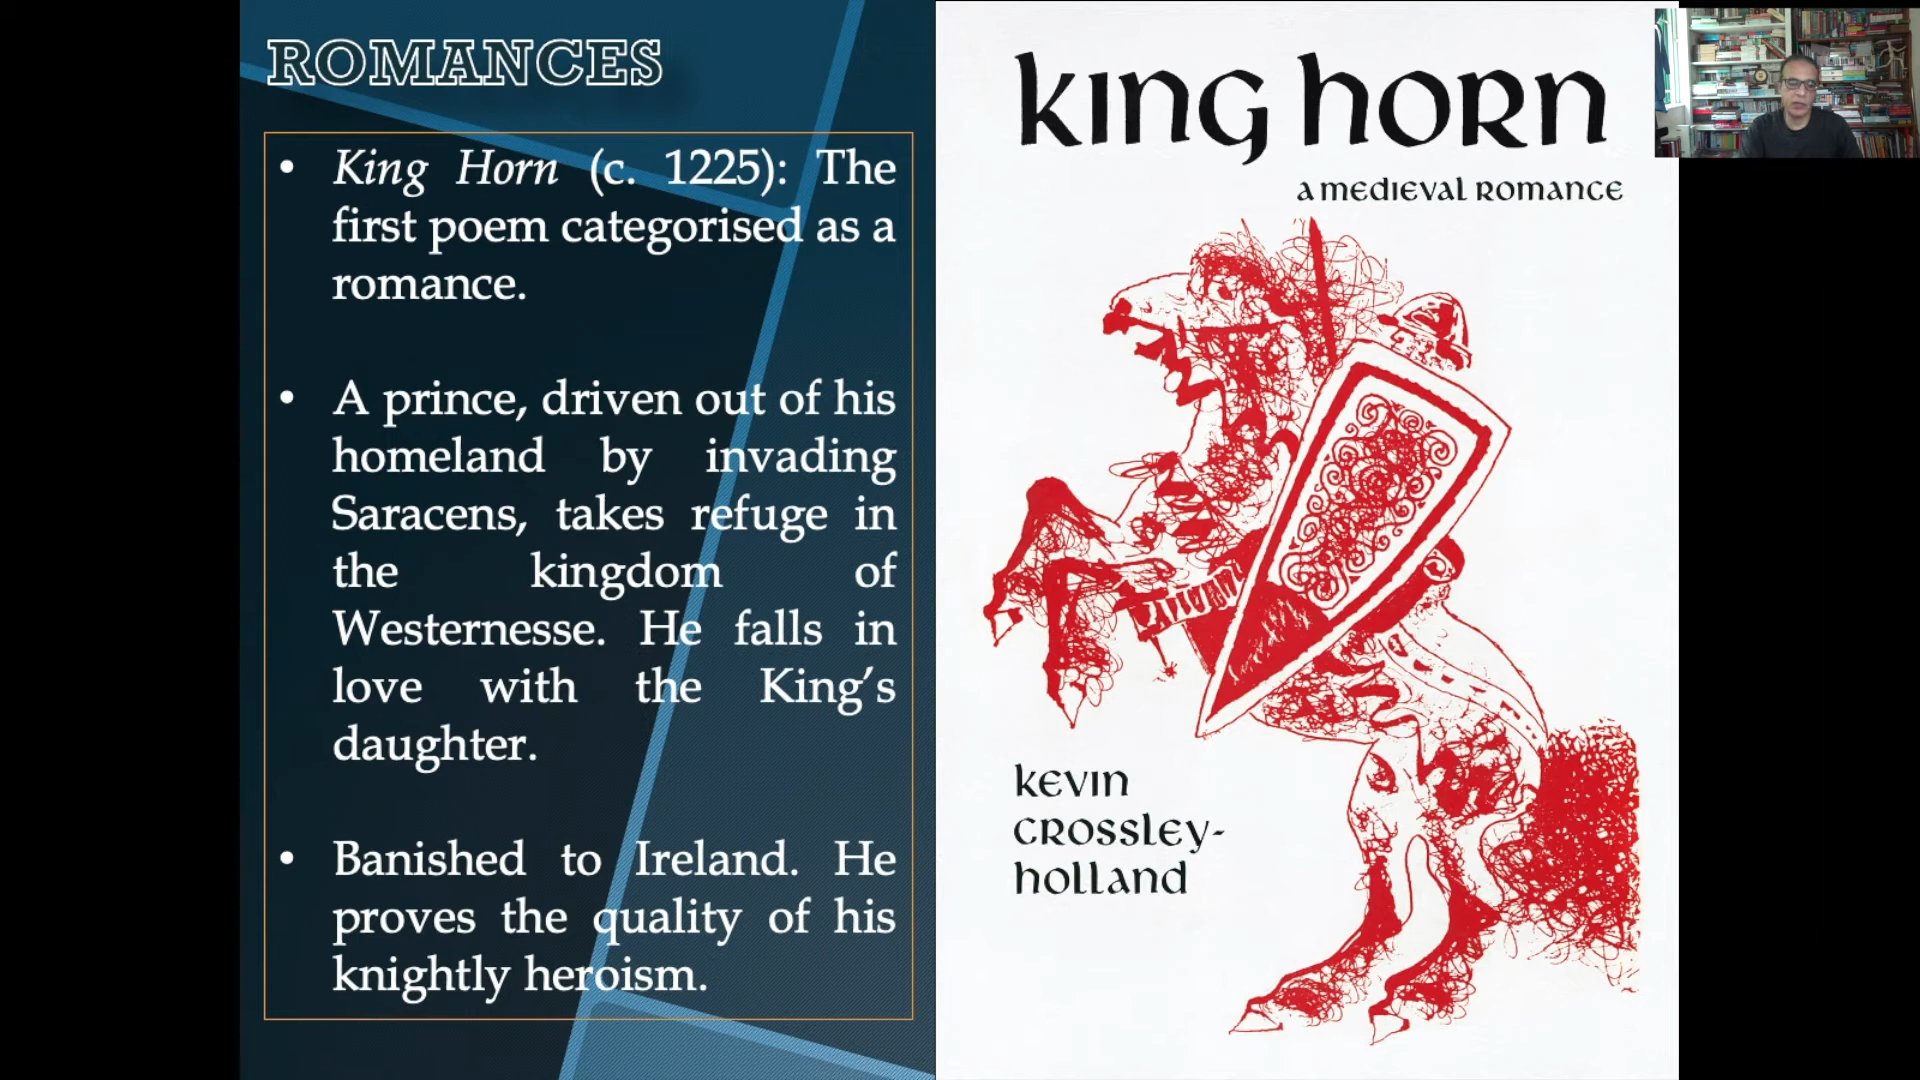 ROMANCES
• King Horn (c. 1225): The
first poem categorised as a
romance.
• A prince, driven out of his
homeland by invading
Saracens, takes refuge in
the kingdom of
Westernesse. He falls in
love with the King's
daughter.
• Banished to Ireland. He
proves the quality of his
knightly heroism.
king horn
a medieval romance
kevin
crossley-
holland